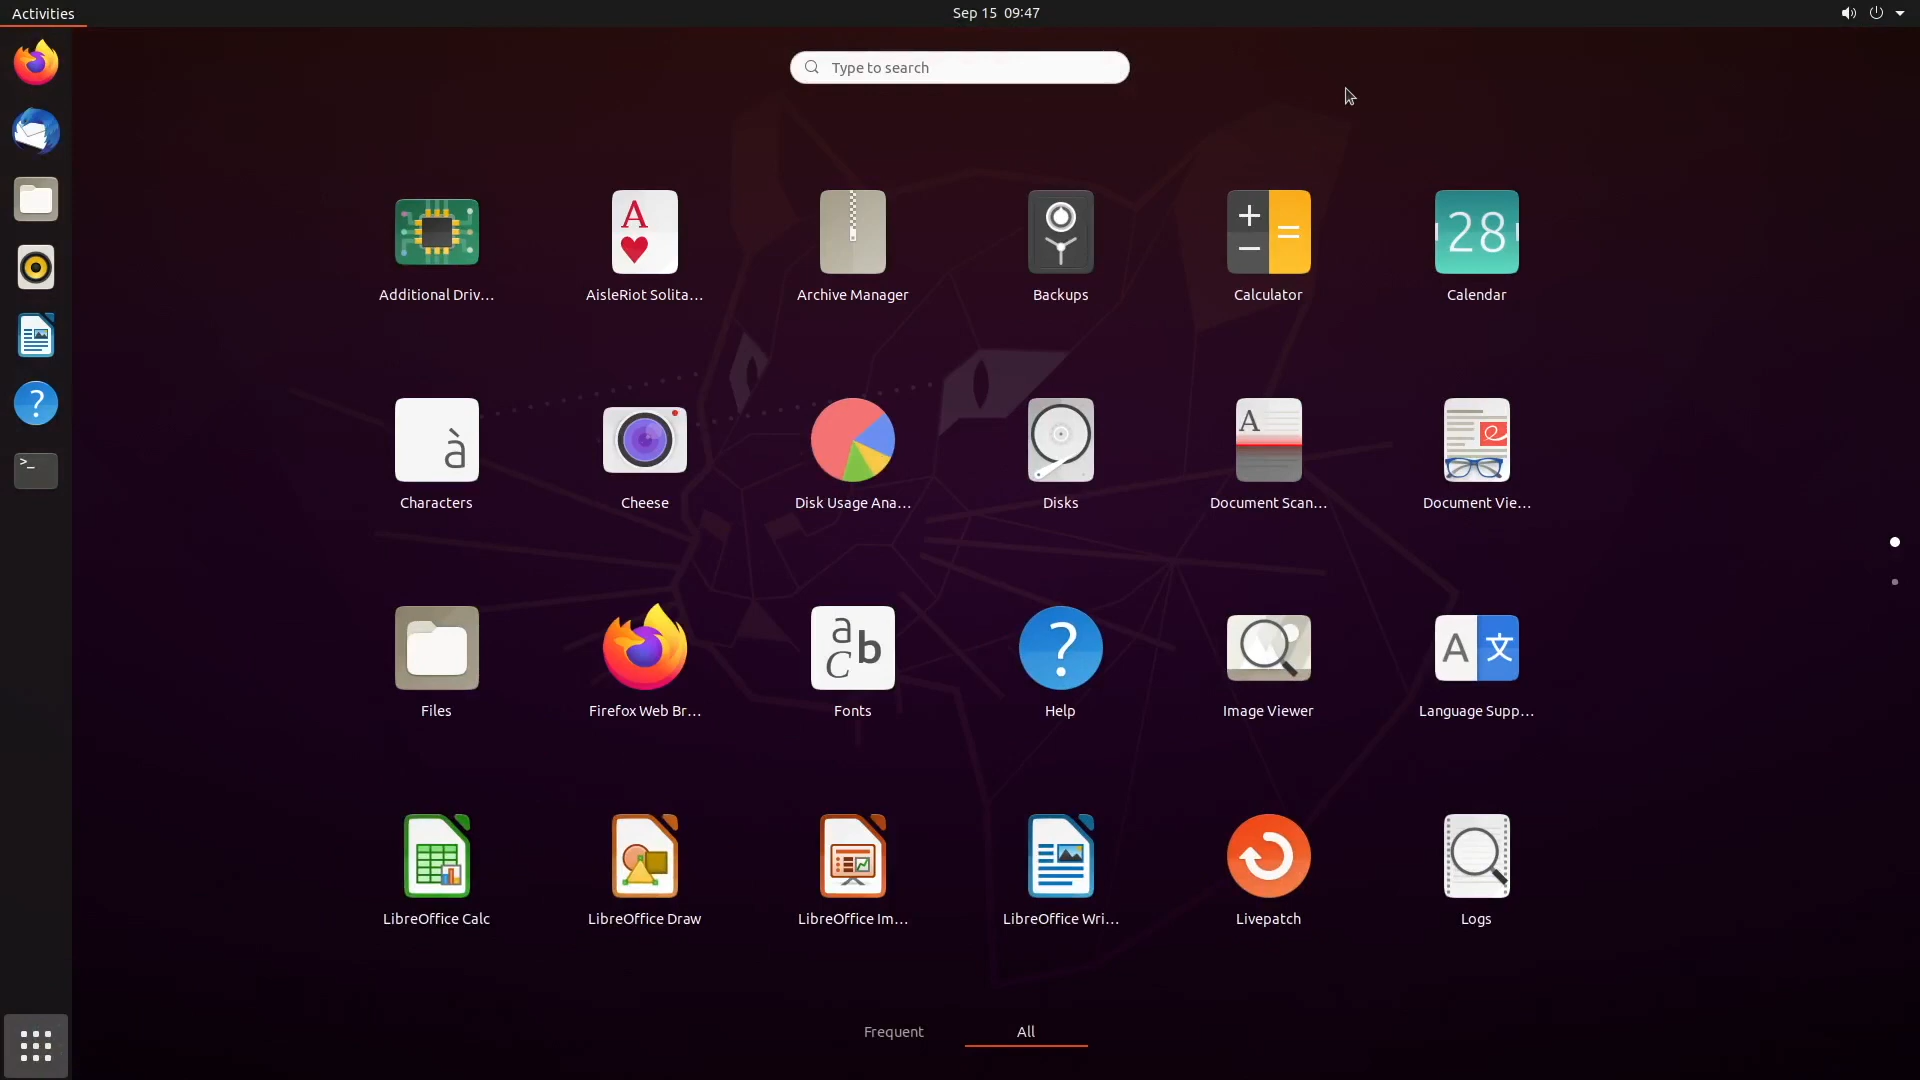 Activities
Sep 15 09:47
Type to search
Additional Driv…
AisleRiot Solita…
Archive Manager
Backups
Calculator
28
Calendar
Characters
Cheese
Disk Usage Ana…
Disks
Document Scan…
Document Vie…
Files
Firefox Web Br…
Fonts
Help
Image Viewer
Language Supp…
LibreOffice Calc
LibreOffice Draw
LibreOffice Im…
LibreOffice Wri…
Livepatch
Logs
Frequent
All